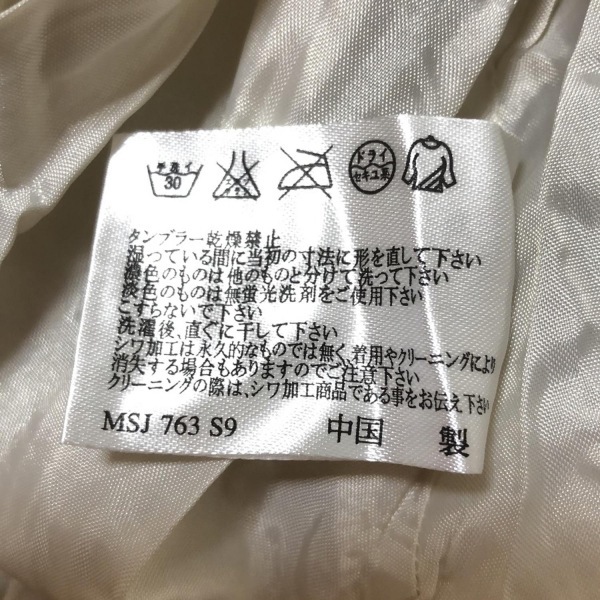 手洗イ 30 ドライ セキユ系
タンブラー乾燥禁止
湿っている間に当初の寸法に形を直して下さい
濃色のものは他のものと分けて洗って下さい
淡色のものは無蛍光洗剤をご使用下さい
こすらないで下さい
洗濯後、直ぐに干して下さい
シワ加工は永久的なものでは無く、着用やクリーニングにより
消失する場合もありますのでご注意下さい
クリーニングの際は、シワ加工商品である事をお伝え下さい
MSJ 763 S9 中国 製